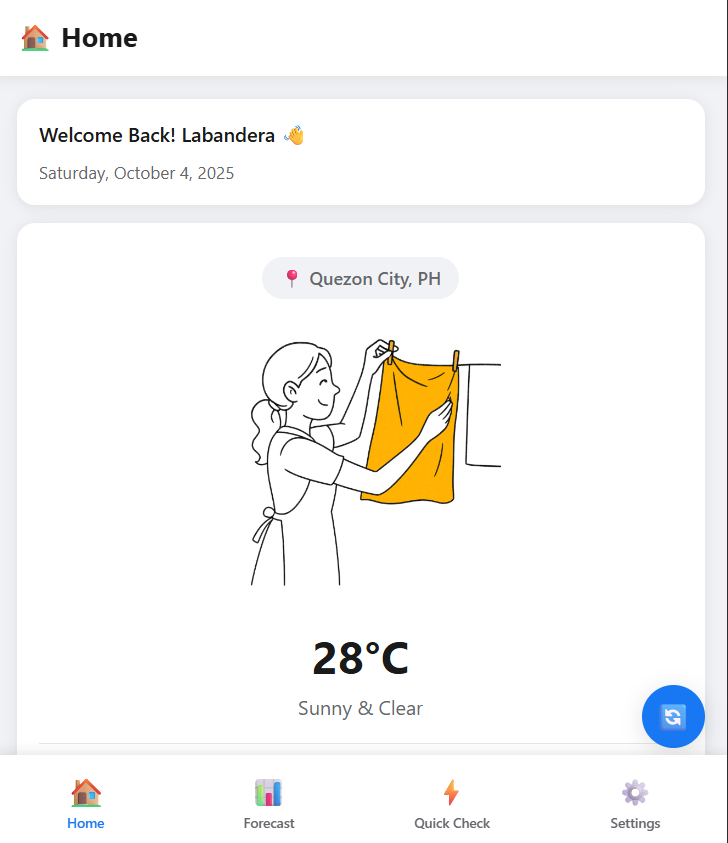 🏠 Home
Welcome Back! Labandera 👋
Saturday, October 4, 2025
📍 Quezon City, PH
28°C
Sunny & Clear
Home
Forecast
Quick Check
Settings